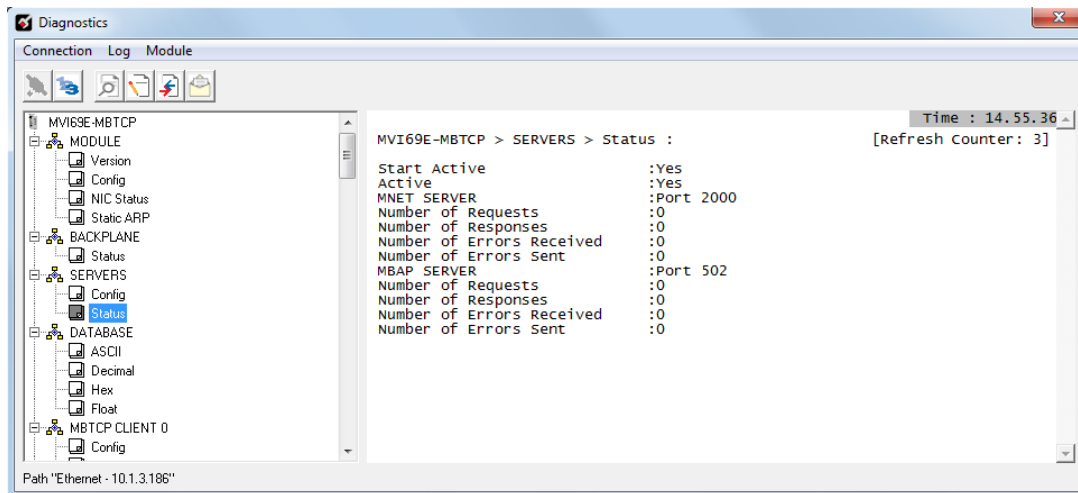 Diagnostics
Connection Log Module
MVI69E-MBTCP
MODULE
Version
Config
NIC Status
Static ARP
BACKPLANE
Status
SERVERS
Config
Status
DATABASE
ASCII
Decimal
Hex
Float
MBTCP CLIENT 0
Config
Time : 14.55.36
MVI69E-MBTCP > SERVERS > Status : [Refresh Counter: 3]
Start Active :Yes
Active :Yes
MNET SERVER :Port 2000
Number of Requests :0
Number of Responses :0
Number of Errors Received :0
Number of Errors Sent :0
MBAP SERVER :Port 502
Number of Requests :0
Number of Responses :0
Number of Errors Received :0
Number of Errors Sent :0
Path "Ethernet - 10.1.3.186"